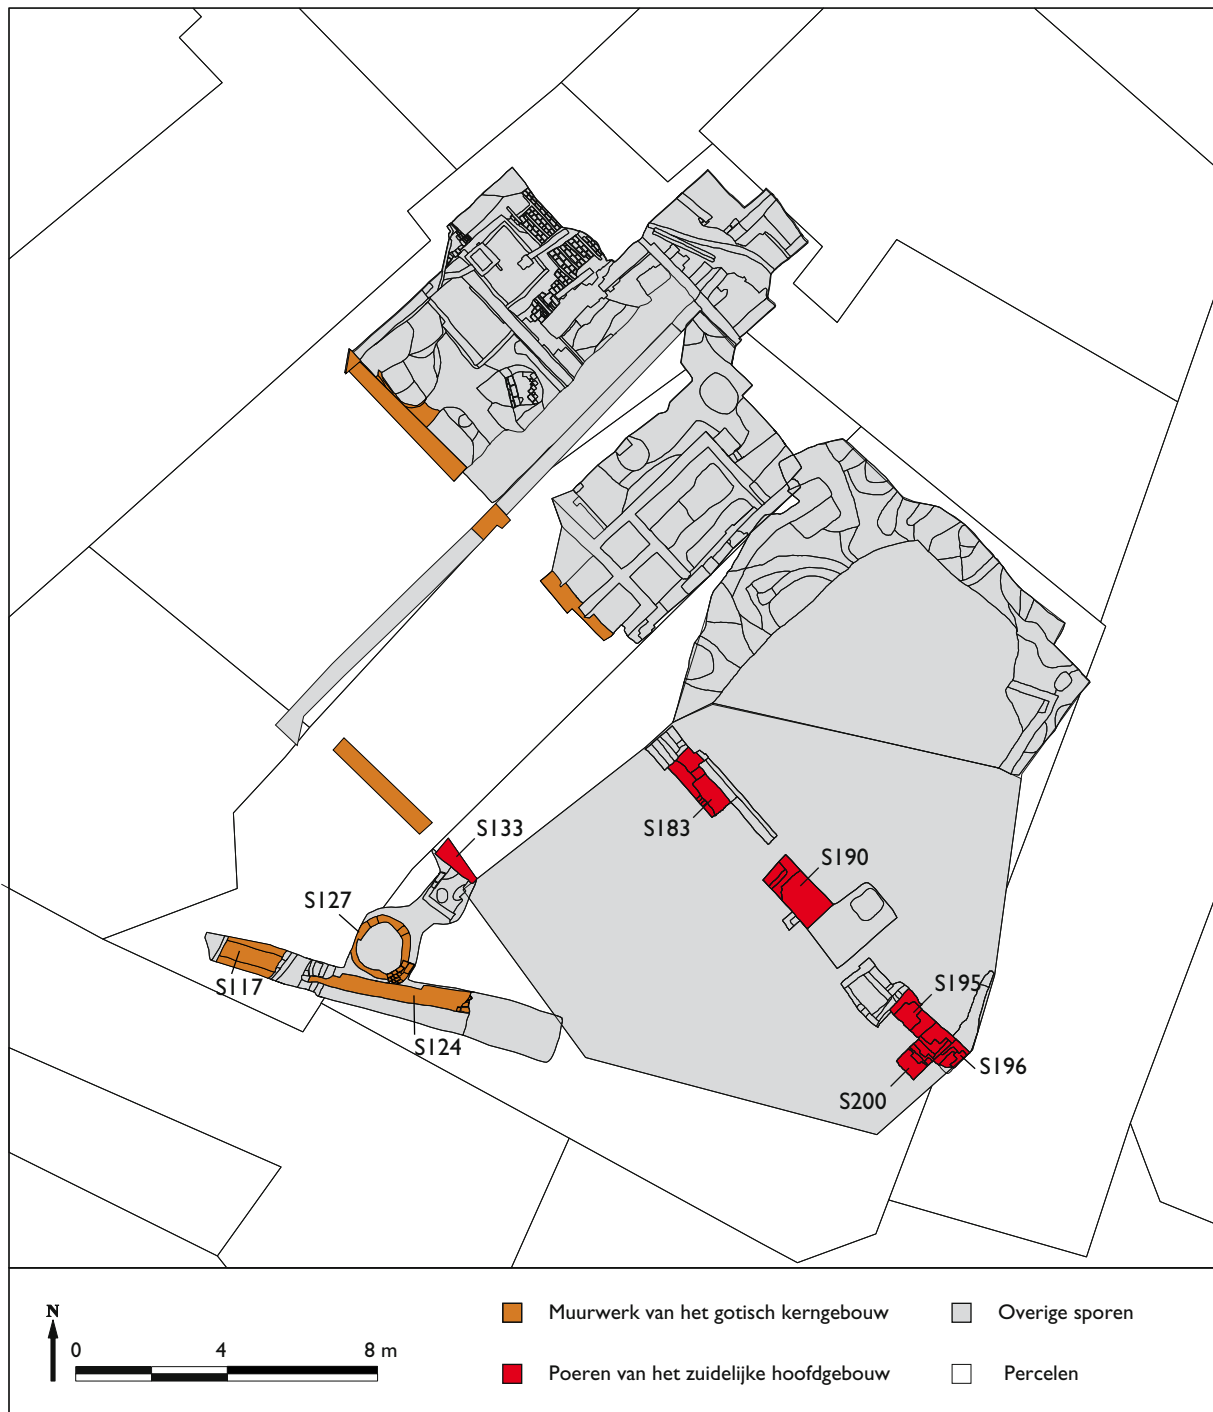 S133
S183
S190
S127
S117
S124
S195
S196
S200
N
0 4 8 m
Muurwerk van het gotisch kerngebouw
Overige sporen
Poeren van het zuidelijke hoofdgebouw
Percelen